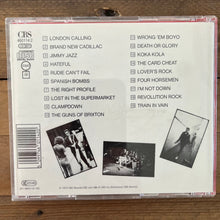 CBS
460114 2
LONDON CALLING
BRAND NEW CADILLAC
JIMMY JAZZ
HATEFUL
RUDIE CAN'T FAIL
SPANISH BOMBS
THE RIGHT PROFILE
LOST IN THE SUPERMARKET
CLAMPDOWN
THE GUNS OF BRIXTON
WRONG 'EM BOYO
DEATH OR GLORY
KOKA KOLA
THE CARD CHEAT
LOVER'S ROCK
FOUR HORSEMEN
I'M NOT DOWN
REVOLUTION ROCK
TRAIN IN VAIN